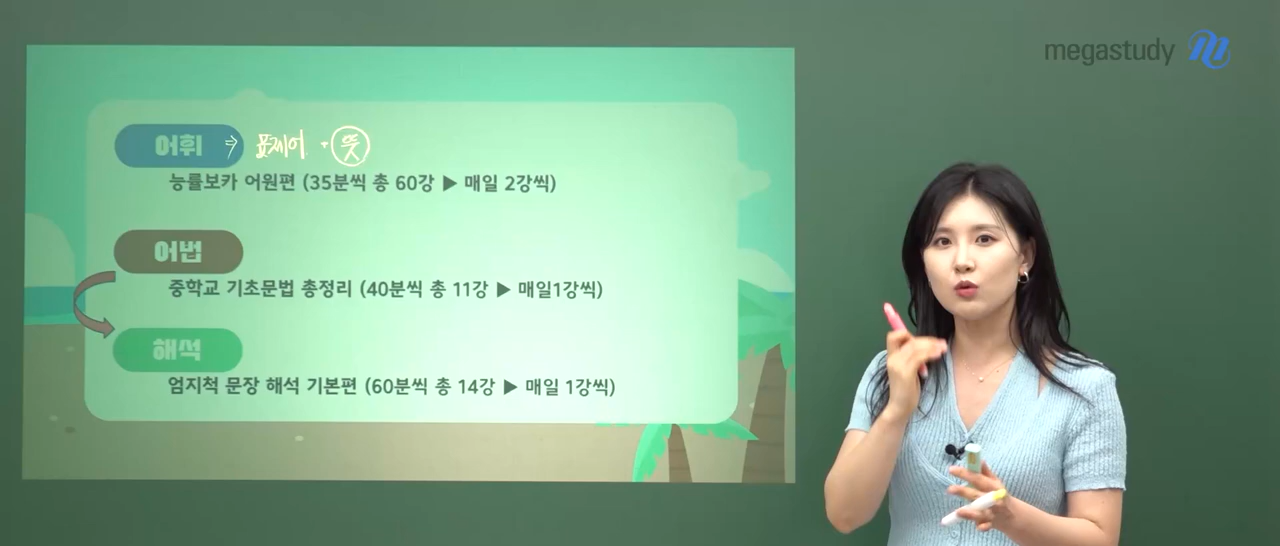 megastudy
어휘 ⇒ 표제어 · 뜻
능률보카 어원편 (35분씩 총 60강 ▶ 매일 2강씩)
어법
중학교 기초문법 총정리 (40분씩 총 11강 ▶ 매일1강씩)
해석
엄지척 문장 해석 기본편 (60분씩 총 14강 ▶ 매일 1강씩)